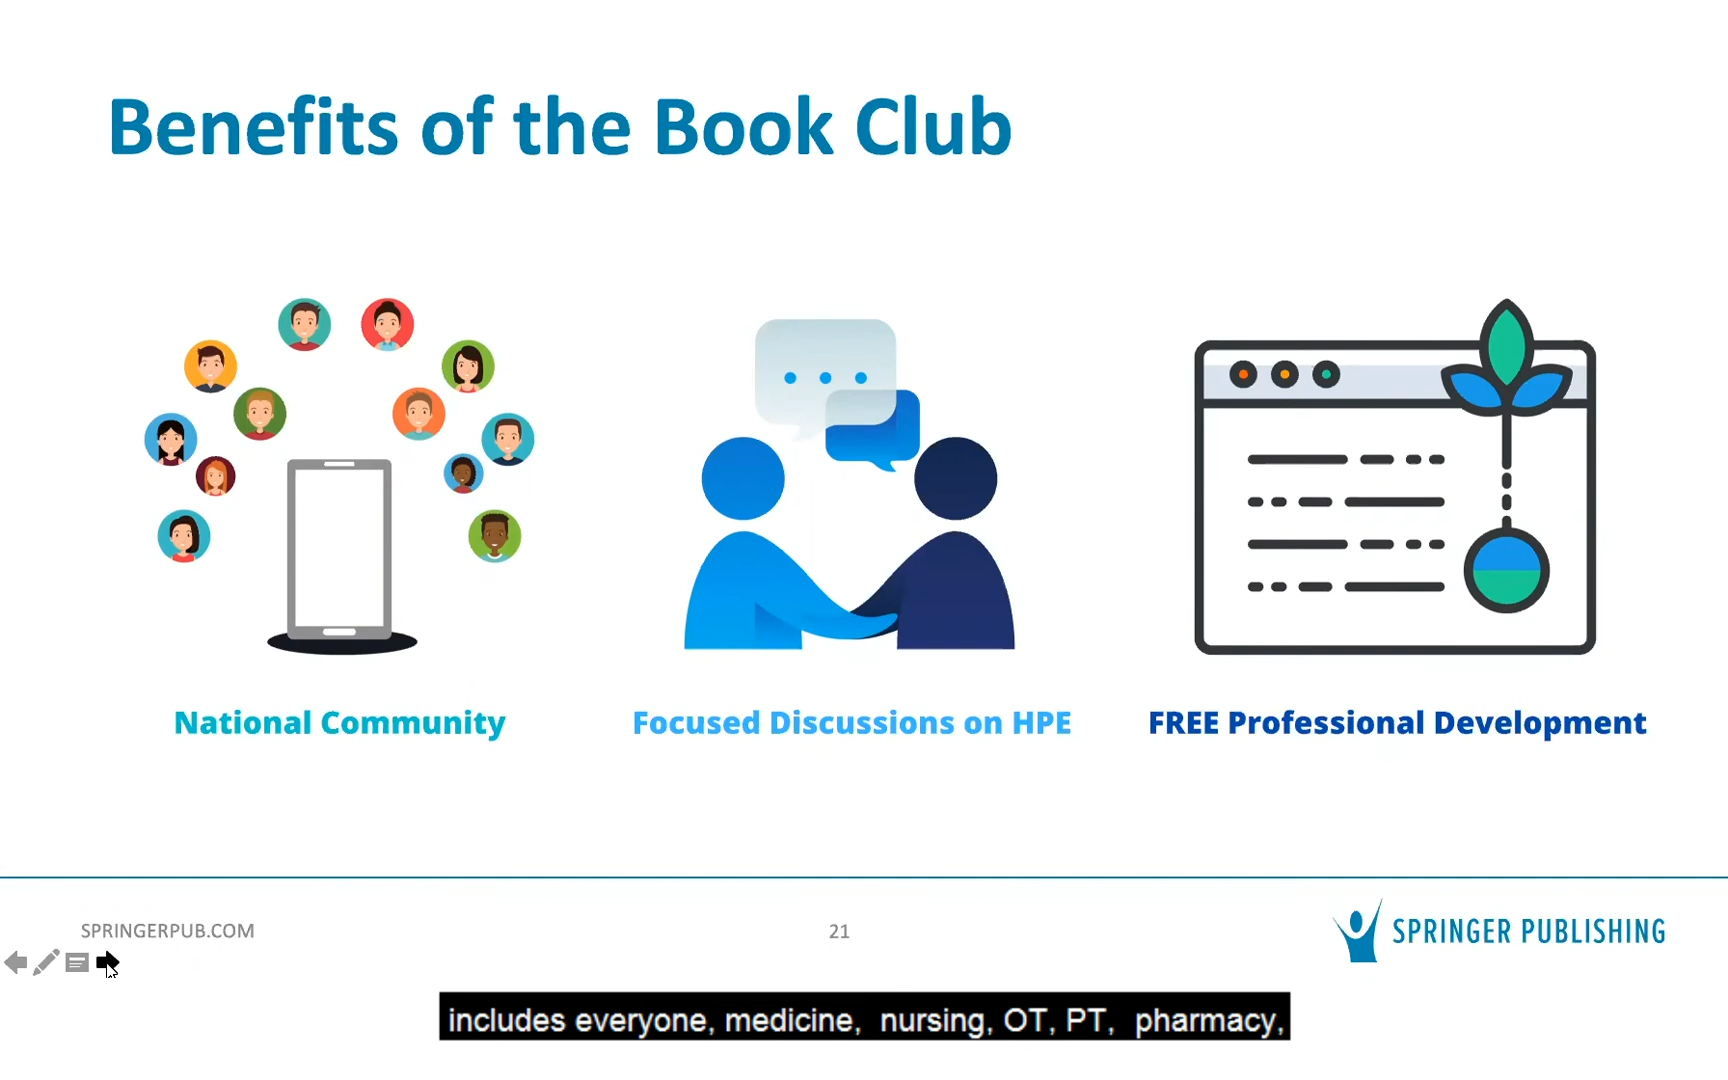 Benefits of the Book Club
National Community
Focused Discussions on HPE
FREE Professional Development
SPRINGERPUB.COM
21
SPRINGER PUBLISHING
includes everyone, medicine, nursing, OT, PT, pharmacy,